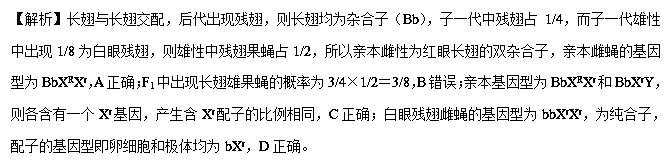 【解析】长翅与长翅交配，后代出现残翅，则长翅均为杂合子（Bb），子一代中残翅占 1/4，而子一代雄性
中出现 1/8 为白眼残翅，则雄性中残翅果蝇占 1/2，所以亲本雌性为红眼长翅的双杂合子，亲本雌蝇的基因
型为 BbXᴿXʳ，A 正确；F₁ 中出现长翅雄果蝇的概率为 3/4×1/2＝3/8，B 错误；亲本基因型为 BbXᴿXʳ 和 BbXʳY，
则各含有一个 Xʳ 基因，产生含 Xʳ 配子的比例相同，C 正确；白眼残翅雌蝇的基因型为 bbXʳXʳ，为纯合子，
配子的基因型即卵细胞和极体均为 bXʳ，D 正确。